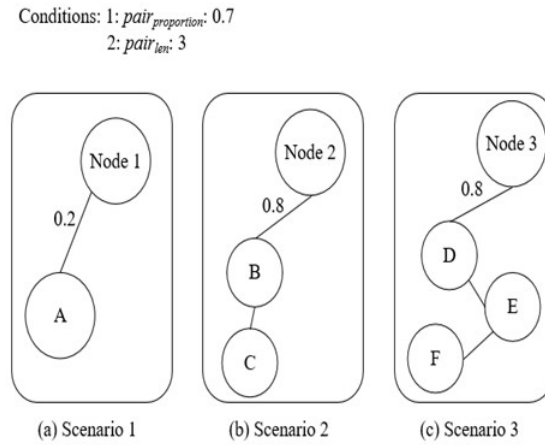 Conditions: 1: pair_proportion: 0.7
2: pair_len: 3
Node 1
Node 2
Node 3
0.2
0.8
0.8
A
B
C
D
E
F
(a) Scenario 1
(b) Scenario 2
(c) Scenario 3